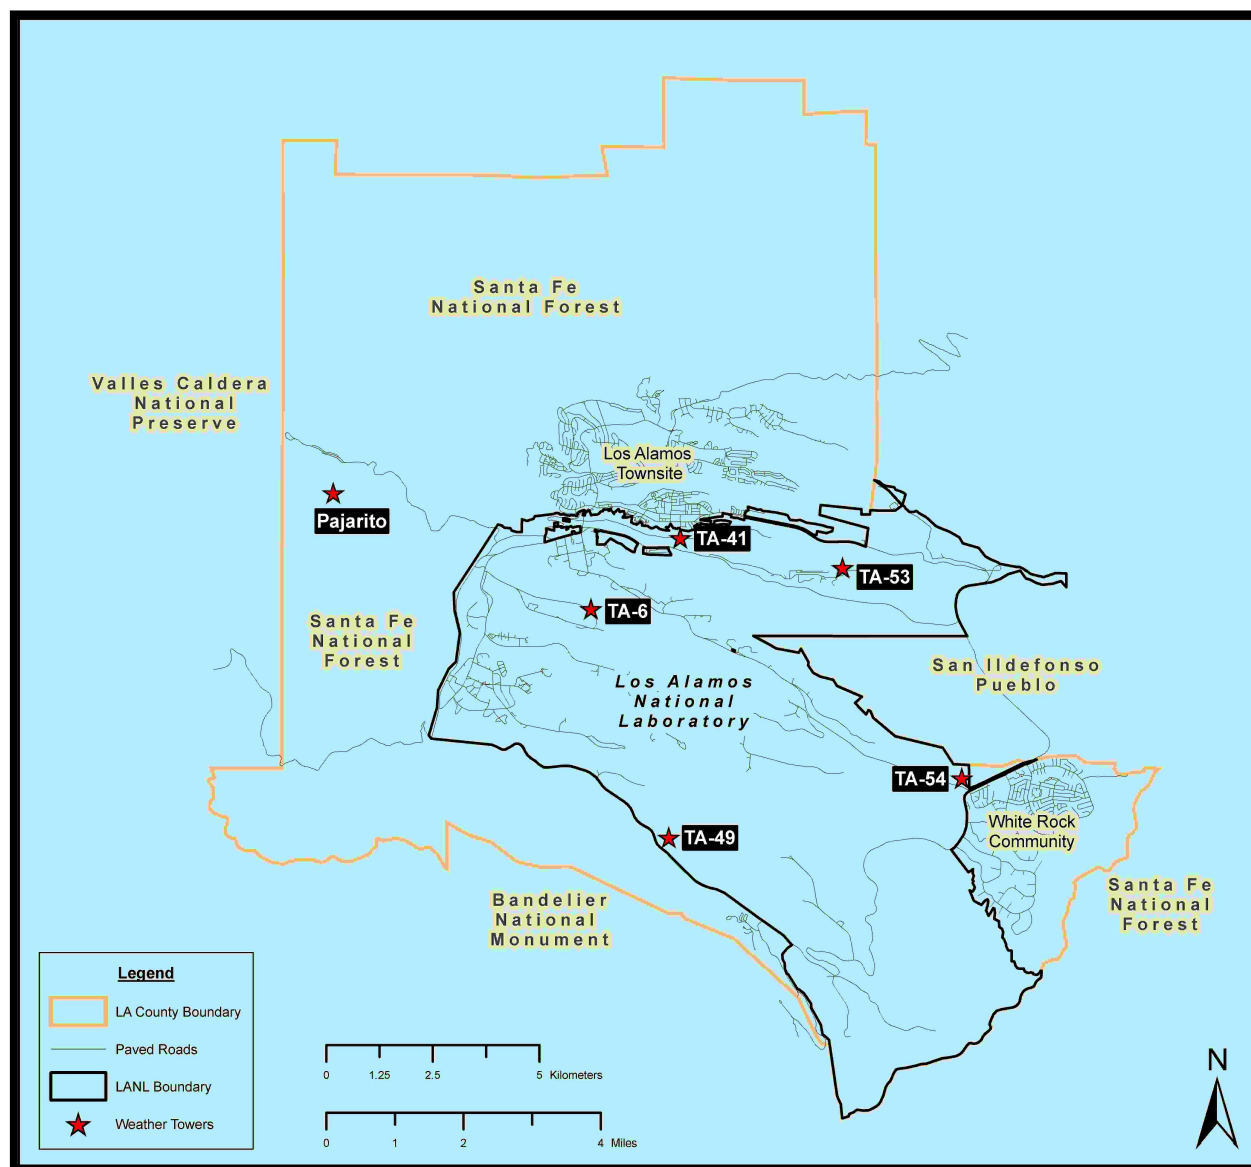 Santa Fe
National Forest
Valles Caldera
National
Preserve
Los Alamos
Townsite
Pajarito
TA-41
TA-53
TA-6
Santa Fe
National
Forest
San Ildefonso
Pueblo
Los Alamos
National
Laboratory
TA-54
White Rock
Community
TA-49
Bandelier
National
Monument
Santa Fe
National
Forest
Legend
LA County Boundary
Paved Roads
LANL Boundary
Weather Towers
0 1.25 2.5 5 Kilometers
0 1 2 4 Miles
N